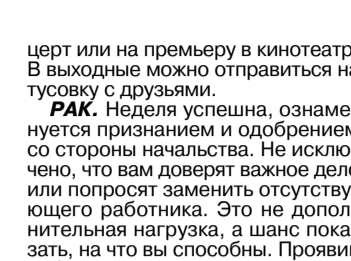 церт или на премьеру в кинотеатр
В выходные можно отправиться на
тусовку с друзьями.
РАК. Неделя успешна, ознаме
нуется признанием и одобрением
со стороны начальства. Не исклю
чено, что вам доверят важное дело
или попросят заменить отсутству
ющего работника. Это не допол
нительная нагрузка, а шанс пока
зать, на что вы способны. Проявив